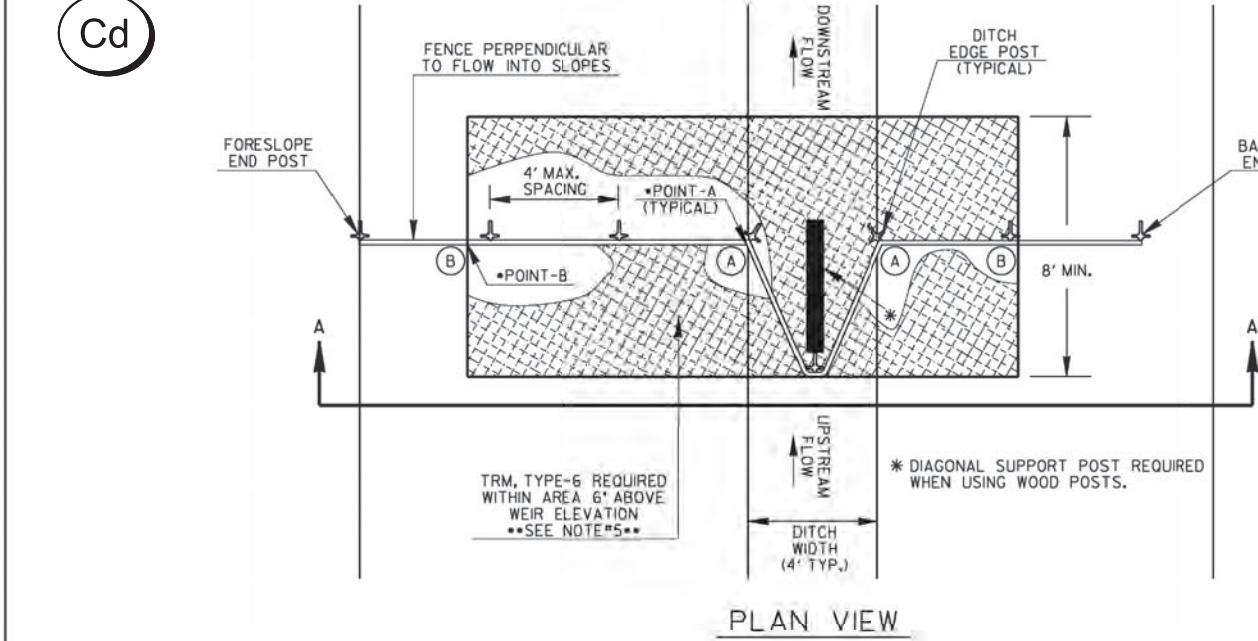 Cd
FENCE PERPENDICULAR
TO FLOW INTO SLOPES
DOWNSTREAM
FLOW
DITCH
EDGE POST
(TYPICAL)
FORESLOPE
END POST
4' MAX.
SPACING
*POINT-A
(TYPICAL)
BA
EN
B
*POINT-B
A
A
B
8' MIN.
*
A
A
TRM, TYPE-6 REQUIRED
WITHIN AREA 6" ABOVE
WEIR ELEVATION
**SEE NOTE#5**
UPSTREAM
FLOW
* DIAGONAL SUPPORT POST REQUIRED
WHEN USING WOOD POSTS.
DITCH
WIDTH
(4' TYP.)
PLAN VIEW